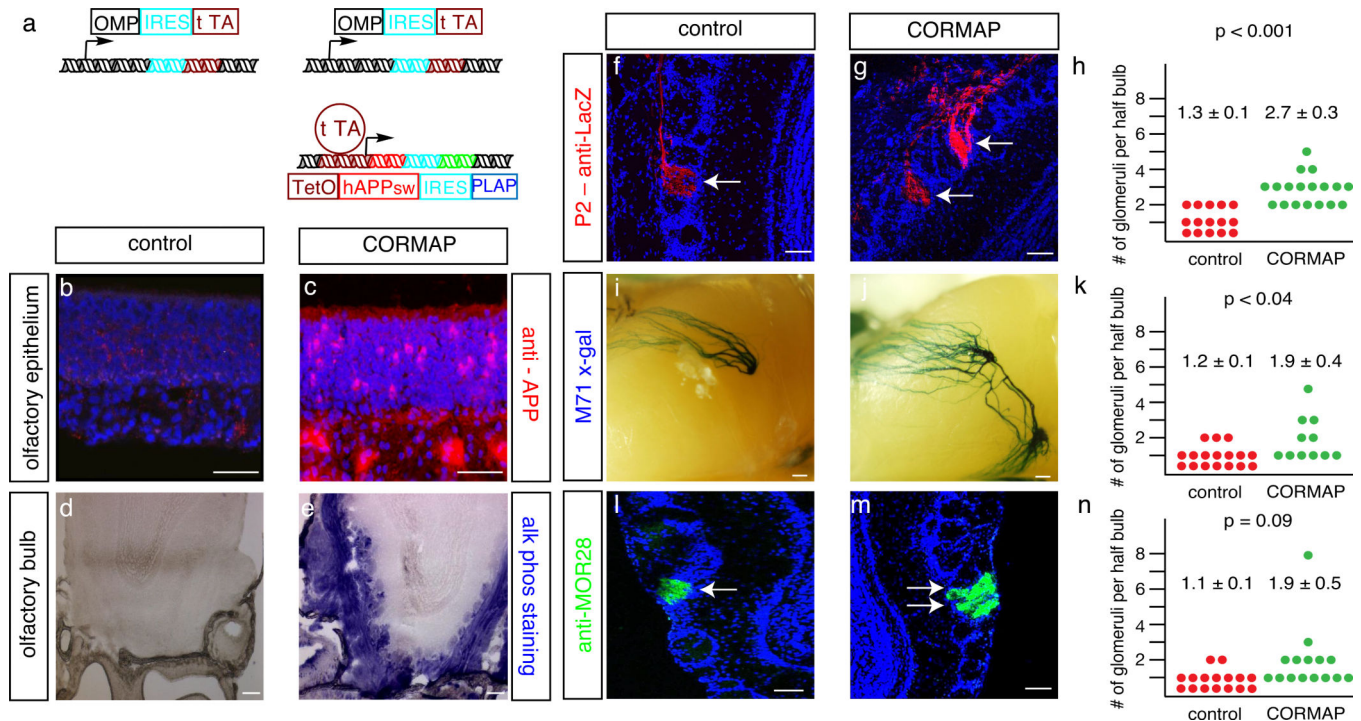 a
OMP IRES t TA
OMP IRES t TA
t TA
TetO hAPPsw IRES PLAP
control
CORMAP
olfactory epithelium
b
c
anti - APP
olfactory bulb
d
e
alk phos staining
control
CORMAP
P2 – anti-LacZ
f
g
h
p < 0.001
# of glomeruli per half bulb
8
6
4
2
1.3 ± 0.1
2.7 ± 0.3
control
CORMAP
M71 x-gal
i
j
k
p < 0.04
# of glomeruli per half bulb
8
6
4
2
1.2 ± 0.1
1.9 ± 0.4
control
CORMAP
anti-MOR28
l
m
n
p = 0.09
# of glomeruli per half bulb
8
6
4
2
1.1 ± 0.1
1.9 ± 0.5
control
CORMAP